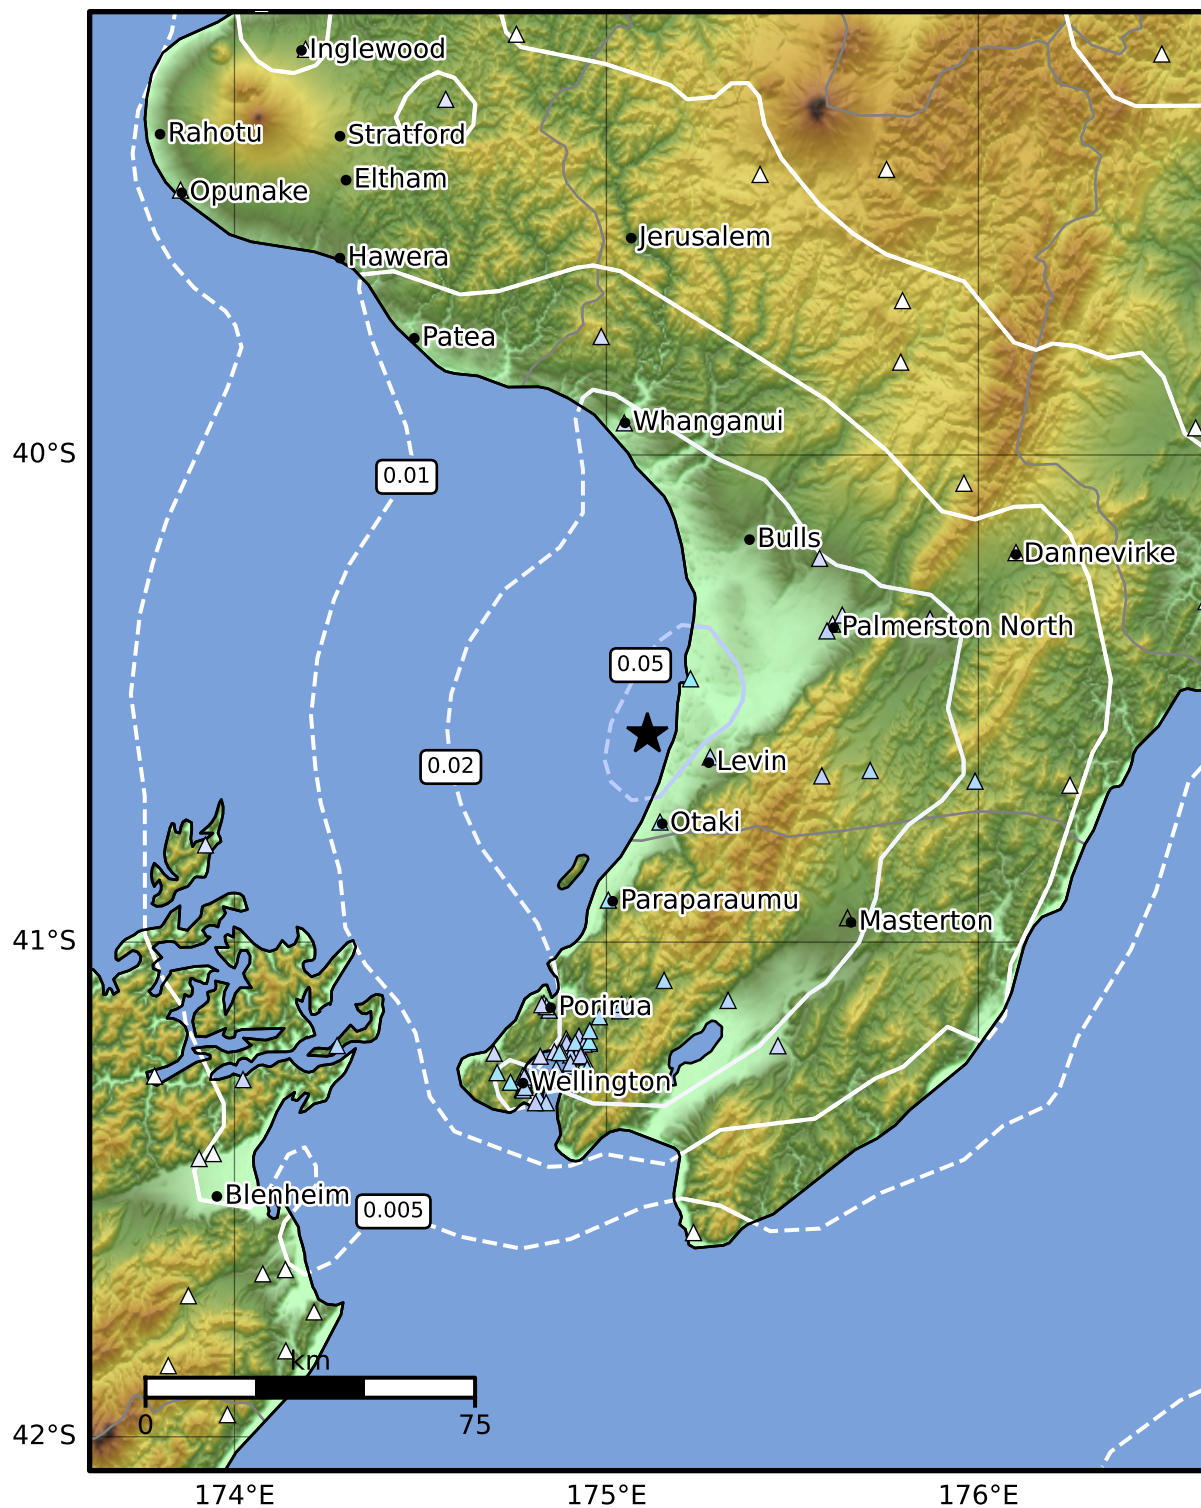 Inglewood
Rahotu
Stratford
Eltham
Opunake
Jerusalem
Hawera
Patea
Whanganui
40°S
0.01
Bulls
Dannevirke
Palmerston North
0.05
Levin
0.02
Otaki
Paraparaumu
Masterton
41°S
Porirua
Wellington
Blenheim
0.005
km
0
75
42°S
174°E
175°E
176°E